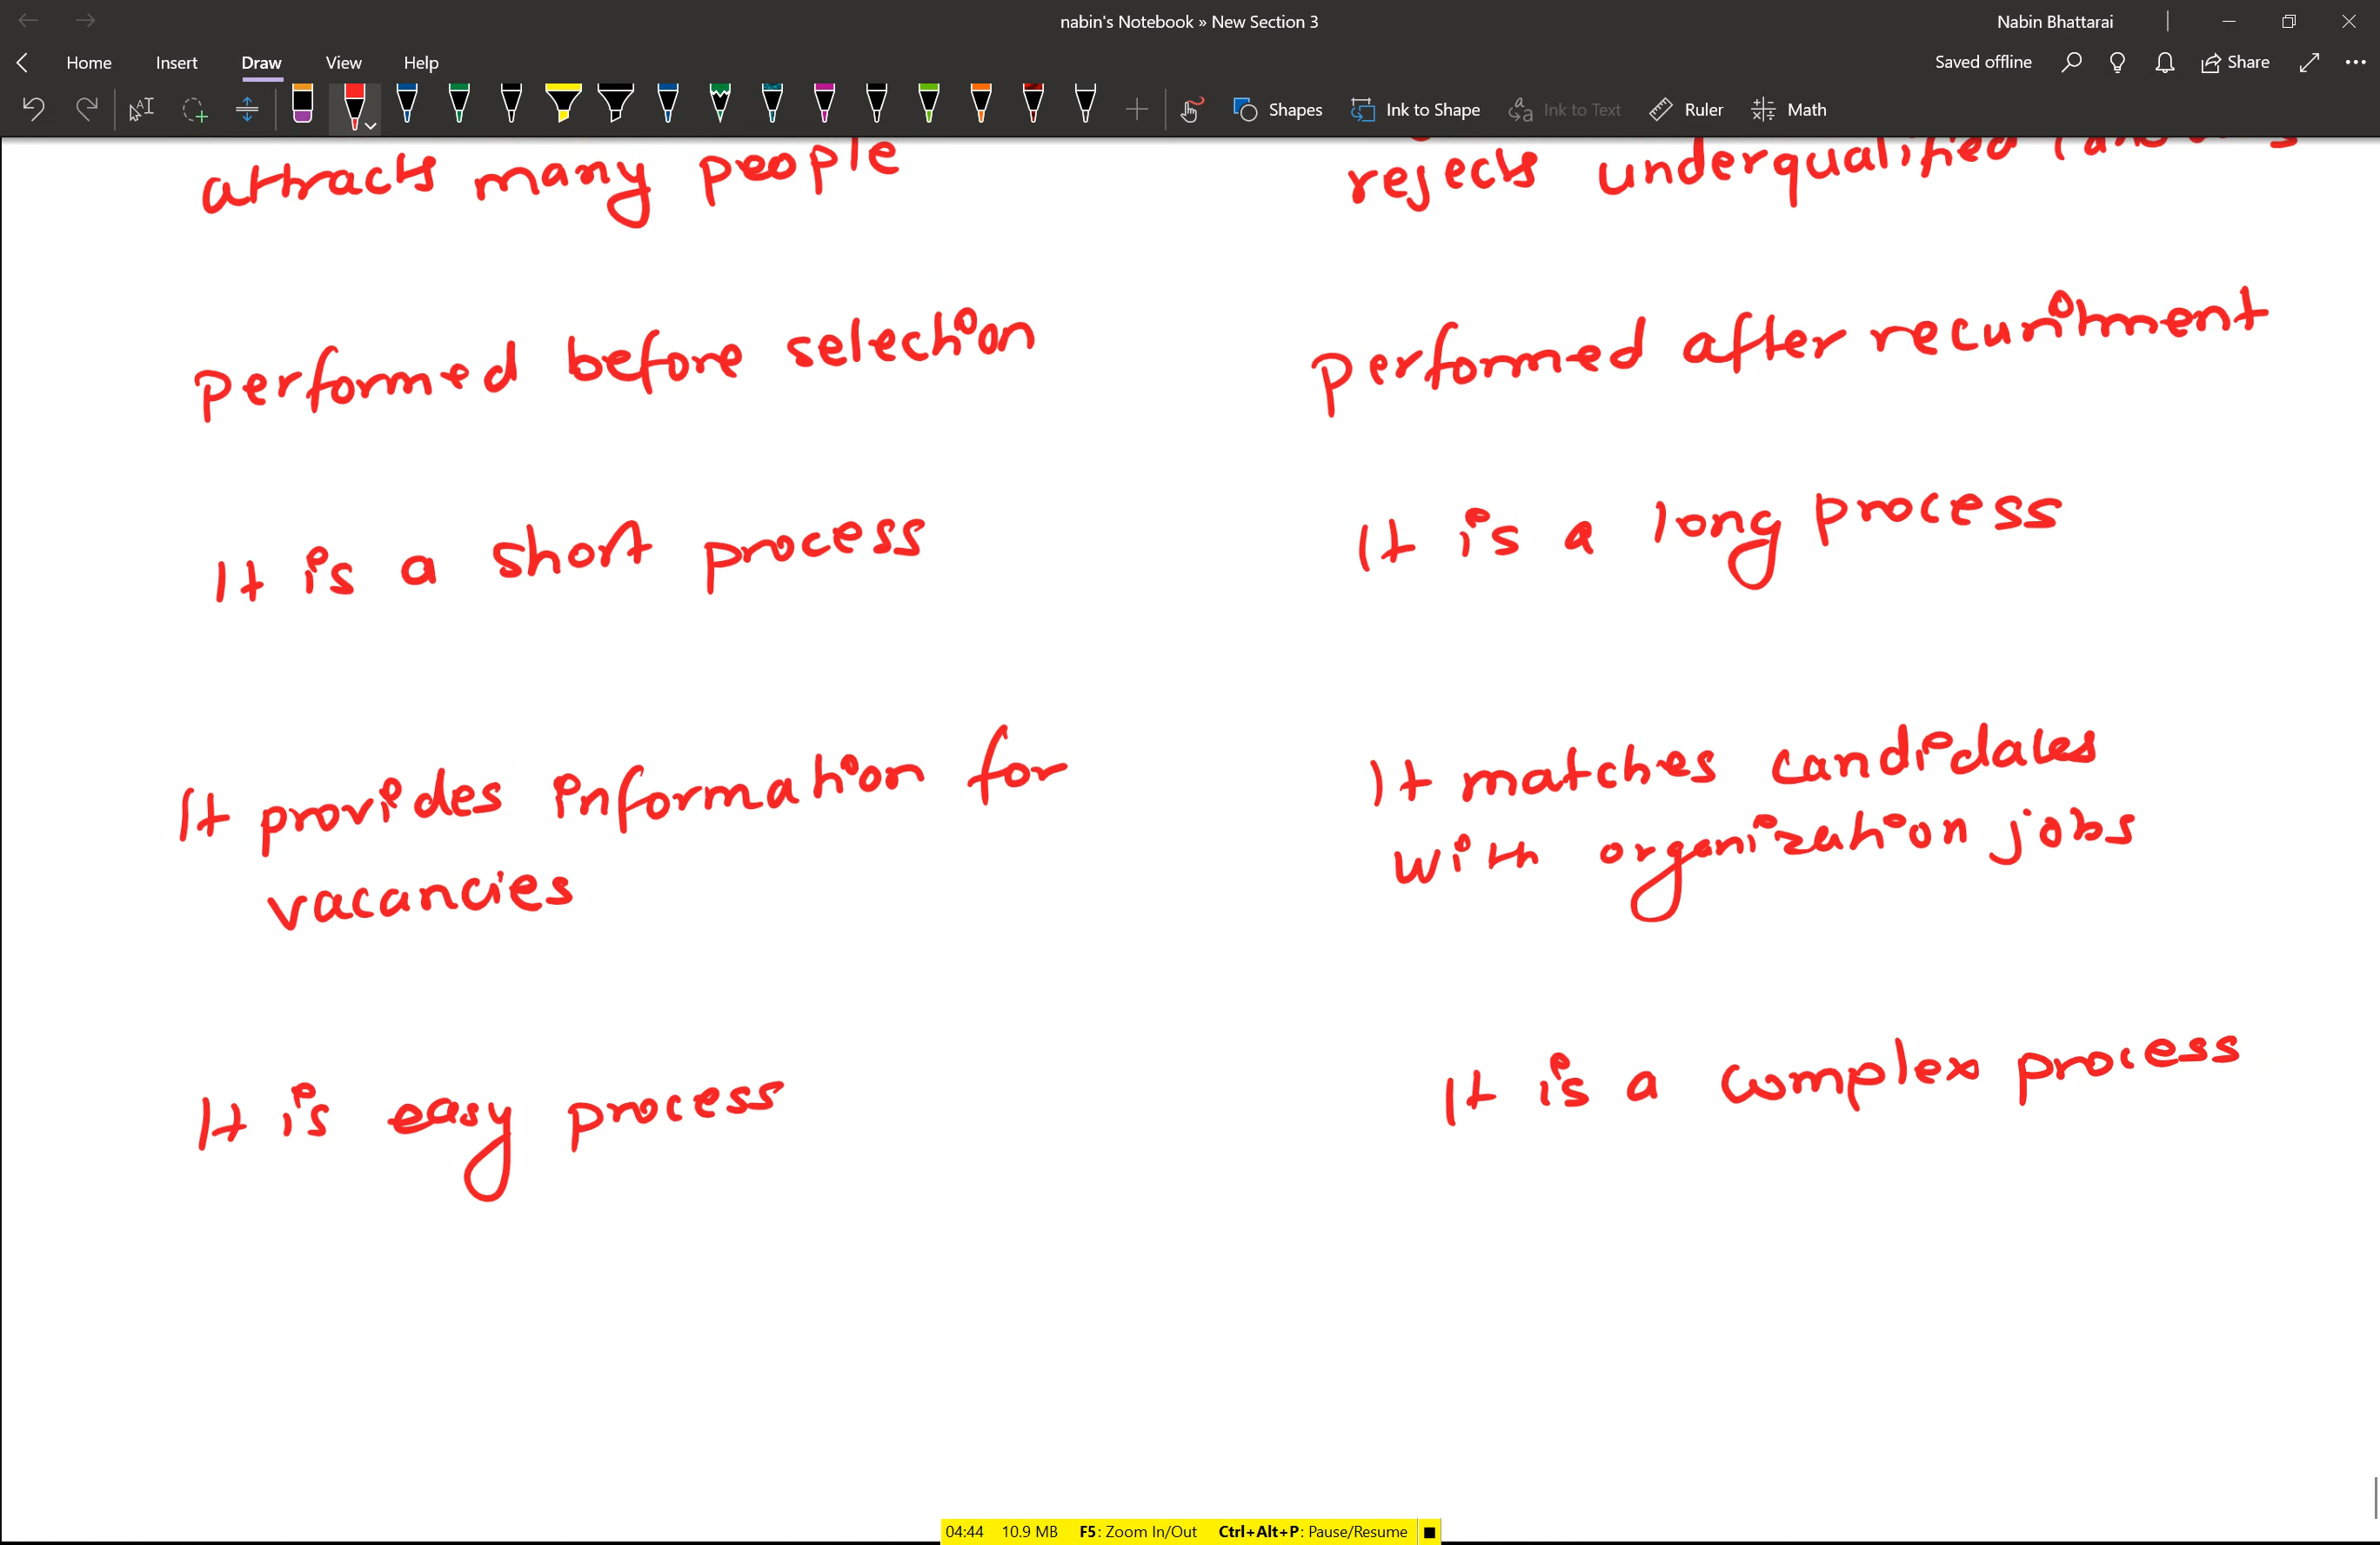 nabin's Notebook » New Section 3
Nabin Bhattarai
Home Insert Draw View Help
Saved offline
Share
Shapes Ink to Shape Ink to Text Ruler Math
attracts many people
rejects underqualified
performed before selection
performed after recuritment
It is a short process
It is a long process
It provides information for
vacancies
It matches candidates
with organization jobs
It is easy process
It is a complex process
04:44 10.9 MB F5: Zoom In/Out Ctrl+Alt+P: Pause/Resume